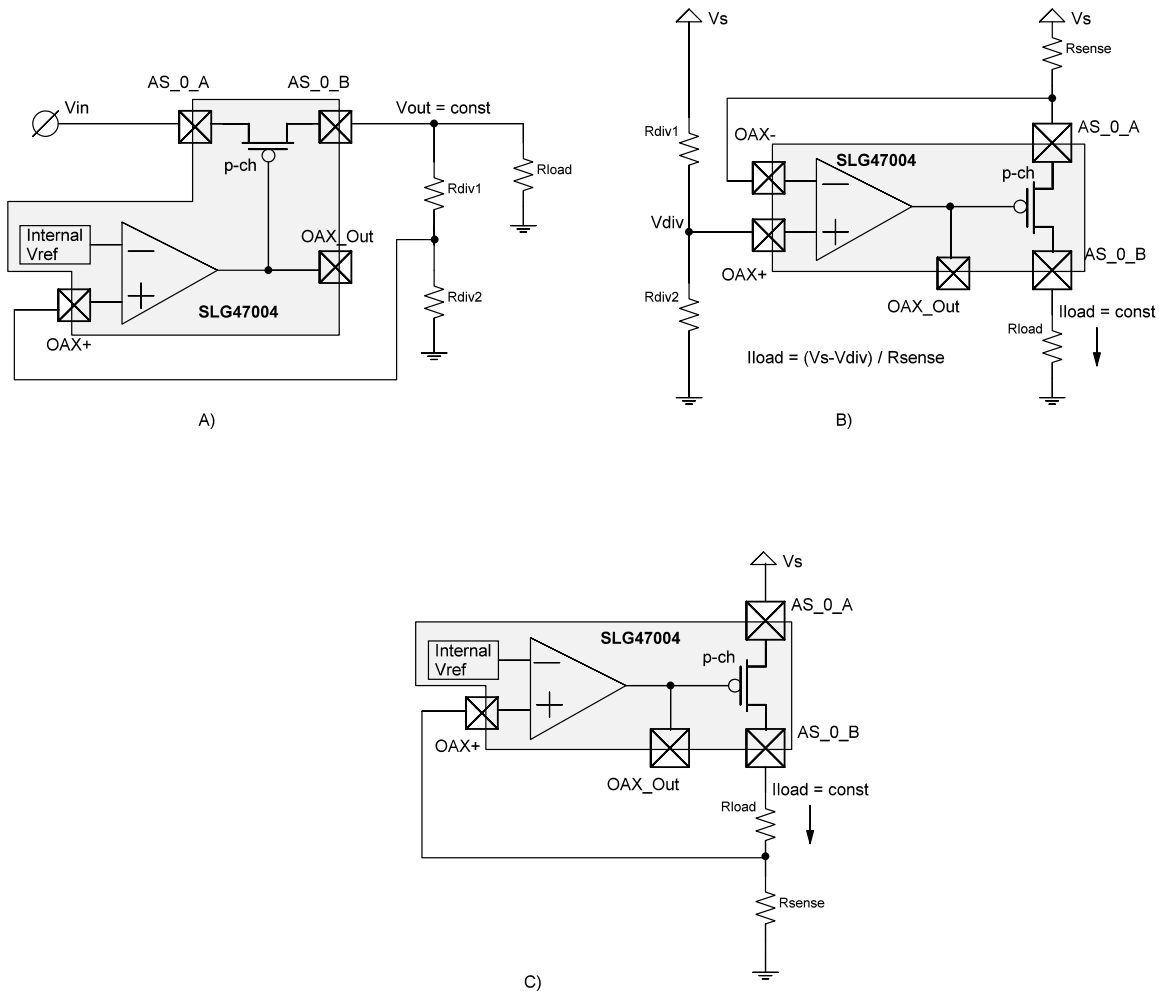 AS_0_A
AS_0_B
Vin
Vout = const
p-ch
Rdiv1
Rload
Internal
Vref
OAX_Out
Rdiv2
SLG47004
OAX+
A)
Vs
Vs
Rsense
Rdiv1
OAX-
AS_0_A
SLG47004
p-ch
Vdiv
OAX+
AS_0_B
Rdiv2
OAX_Out
Iload = const
Rload
Iload = (Vs-Vdiv) / Rsense
B)
Vs
AS_0_A
SLG47004
Internal
Vref
p-ch
OAX+
AS_0_B
OAX_Out
Iload = const
Rload
Rsense
C)